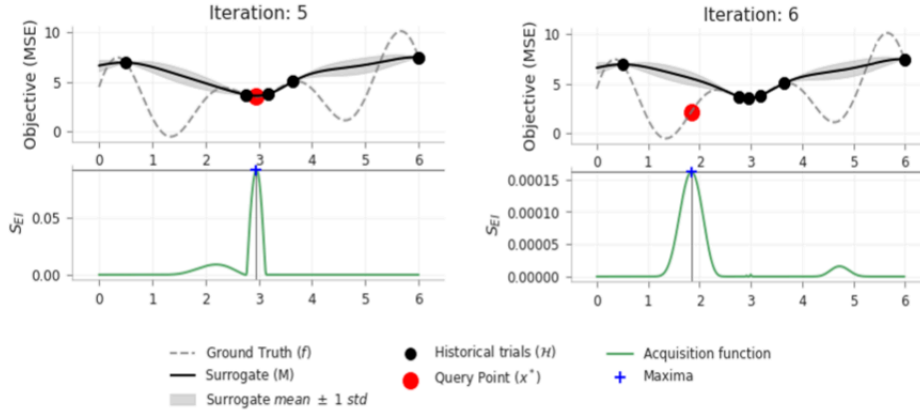 Iteration: 5
Objective (MSE)
10
5
0
0 1 2 3 4 5 6
S_EI
0.05
0.00
0 1 2 3 4 5 6
Iteration: 6
Objective (MSE)
10
5
0
0 1 2 3 4 5 6
S_EI
0.00015
0.00010
0.00005
0.00000
0 1 2 3 4 5 6
Ground Truth (f)
Surrogate (M)
Surrogate mean ± 1 std
Historical trials (ℋ)
Query Point (x*)
Acquisition function
Maxima